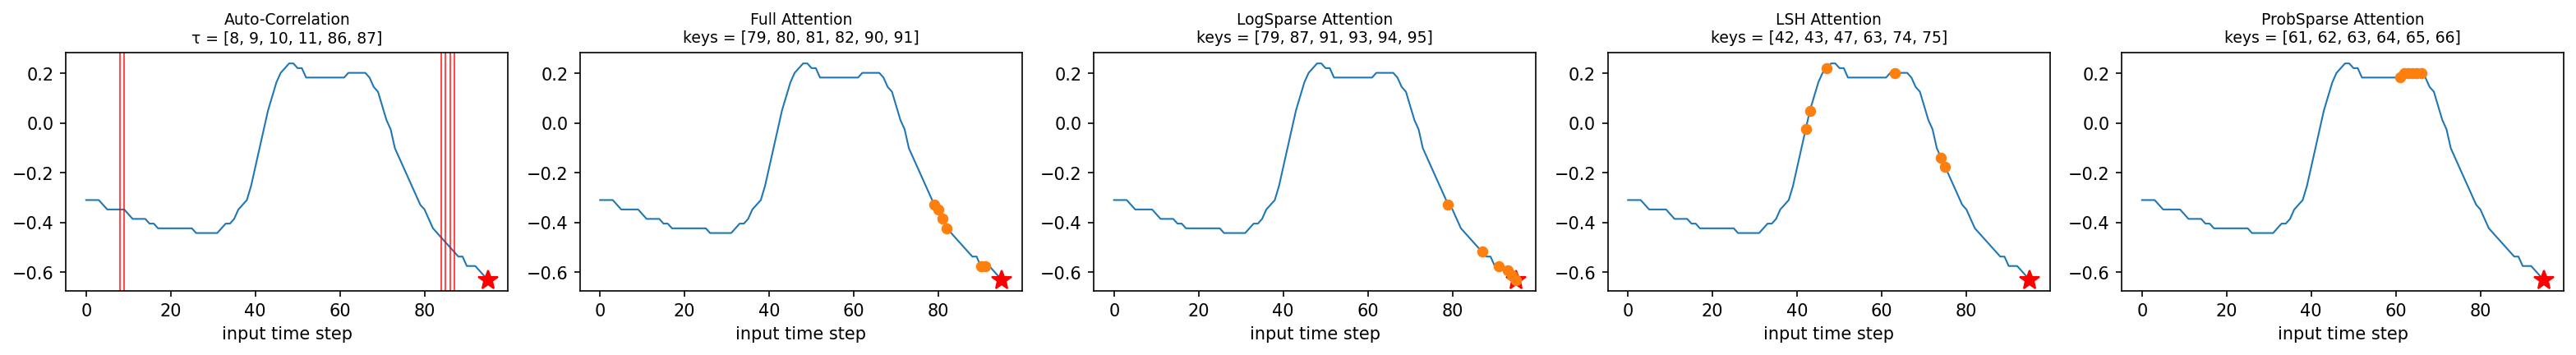 Auto-Correlation
τ = [8, 9, 10, 11, 86, 87]
0.2
0.0
−0.2
−0.4
−0.6
0 20 40 60 80
input time step
Full Attention
keys = [79, 80, 81, 82, 90, 91]
0.2
0.0
−0.2
−0.4
−0.6
0 20 40 60 80
input time step
LogSparse Attention
keys = [79, 87, 91, 93, 94, 95]
0.2
0.0
−0.2
−0.4
−0.6
0 20 40 60 80
input time step
LSH Attention
keys = [42, 43, 47, 63, 74, 75]
0.2
0.0
−0.2
−0.4
−0.6
0 20 40 60 80
input time step
ProbSparse Attention
keys = [61, 62, 63, 64, 65, 66]
0.2
0.0
−0.2
−0.4
−0.6
0 20 40 60 80
input time step